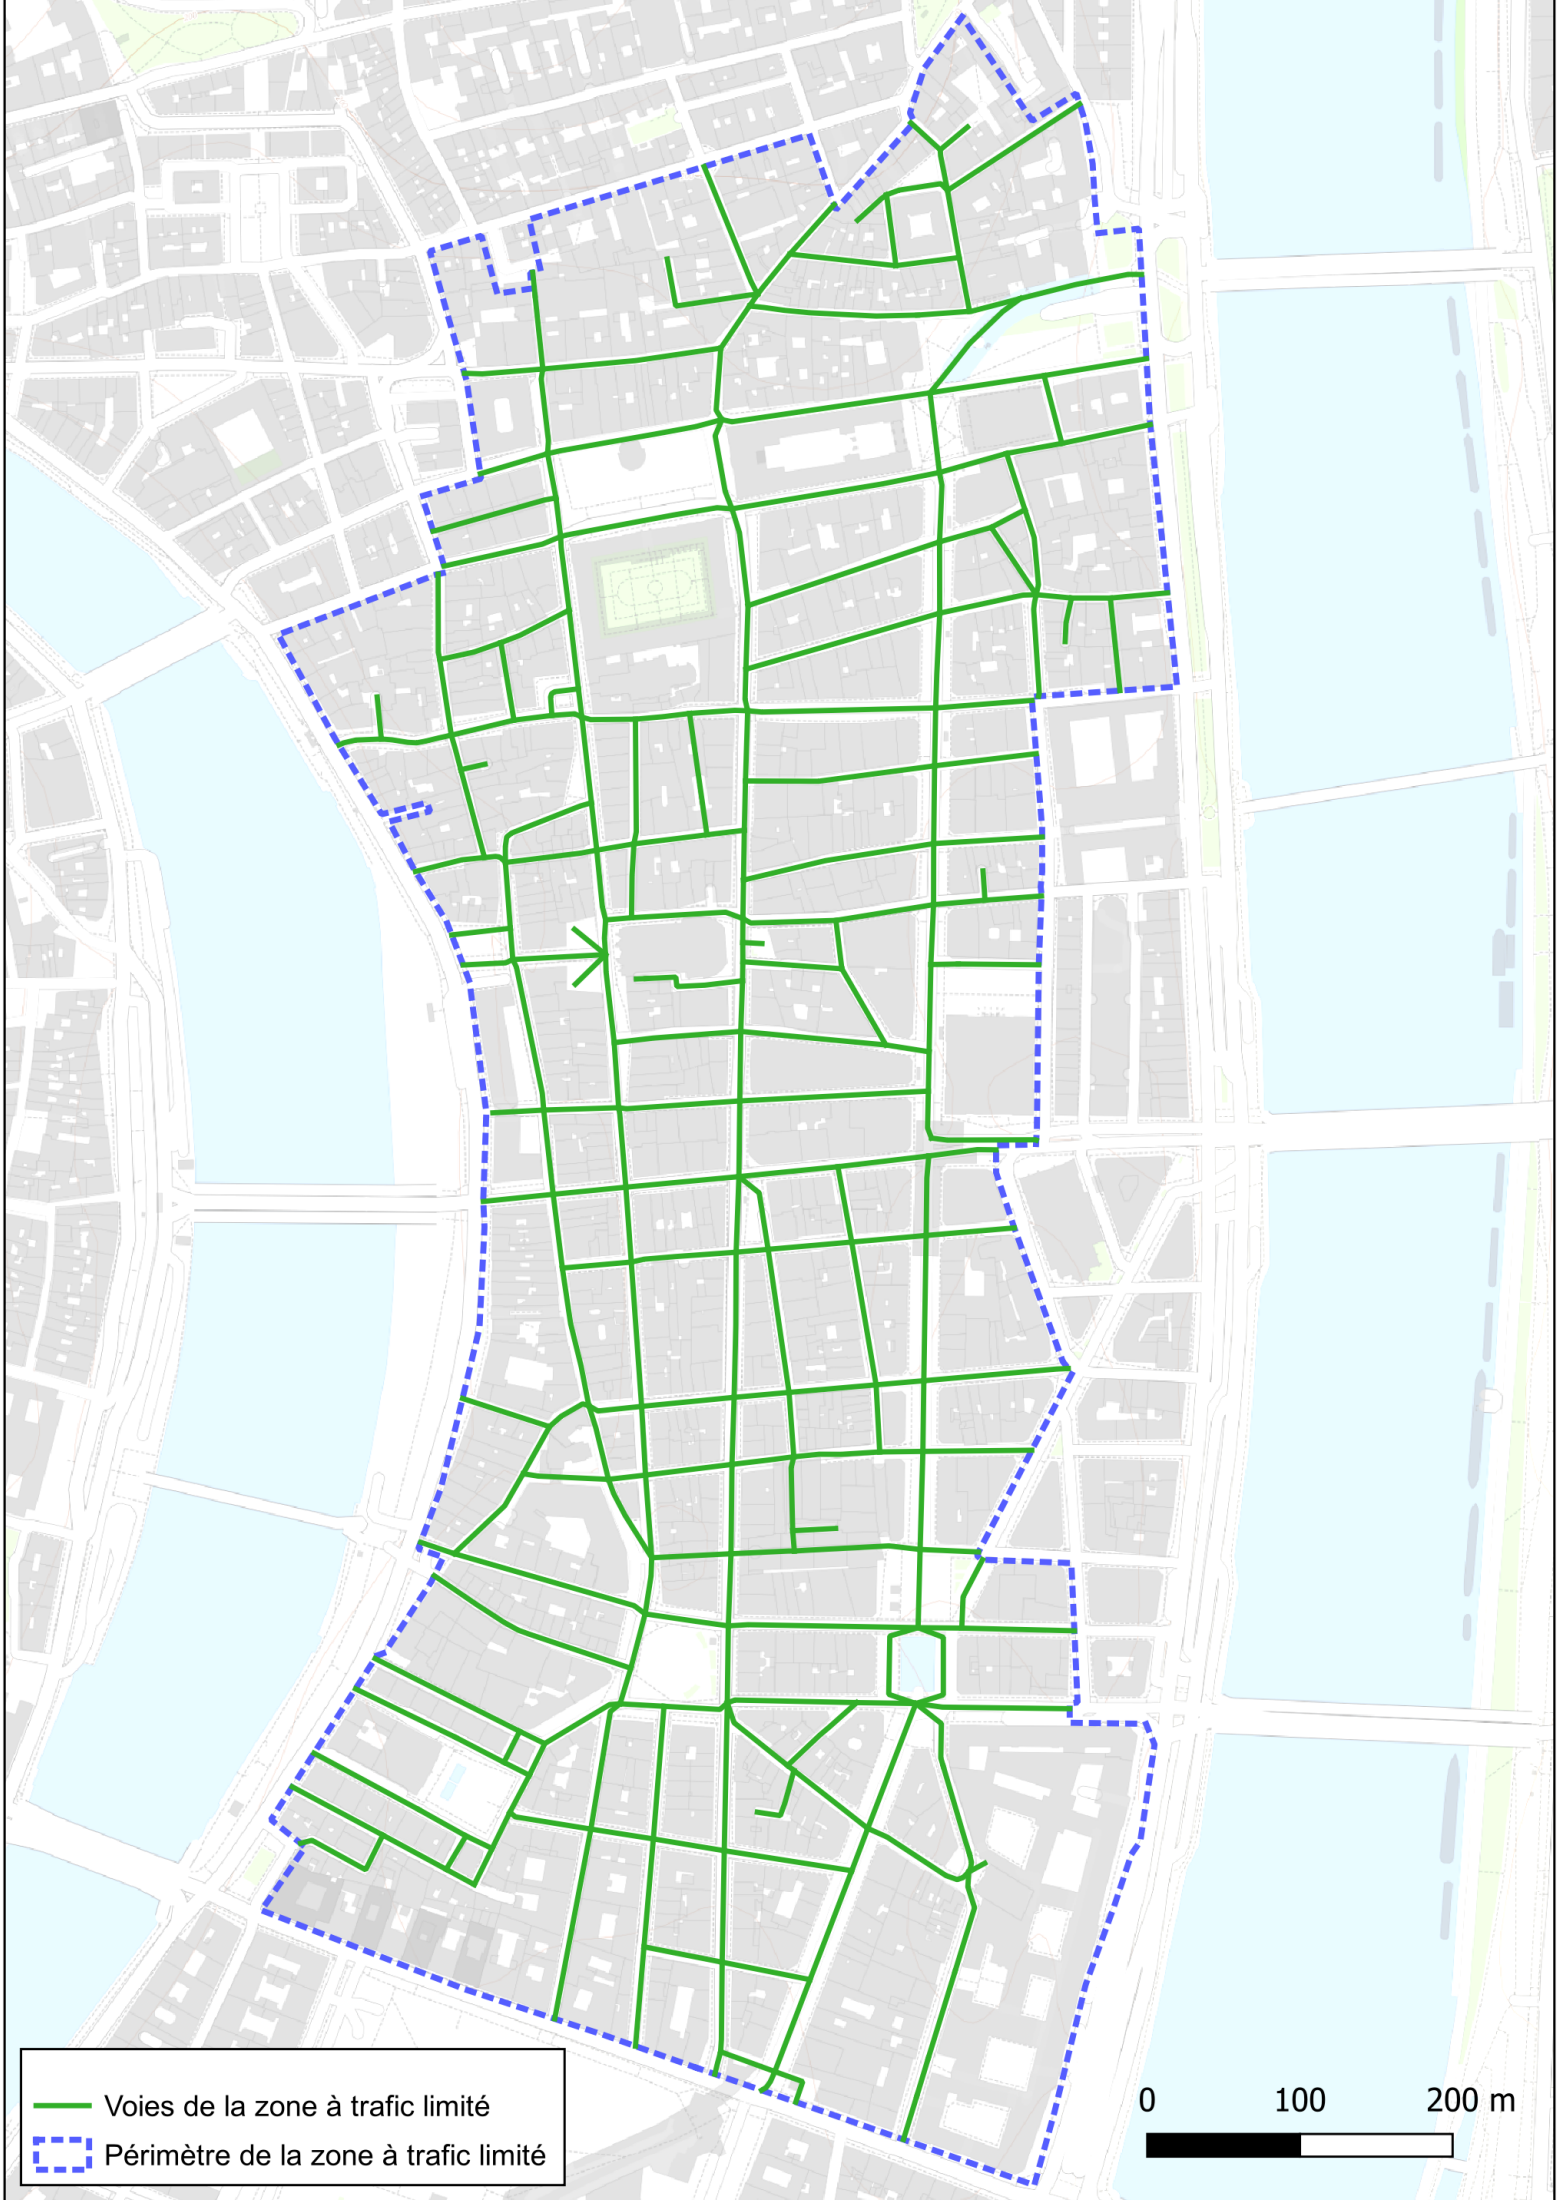 Voies de la zone à trafic limité
Périmètre de la zone à trafic limité
0 100 200 m